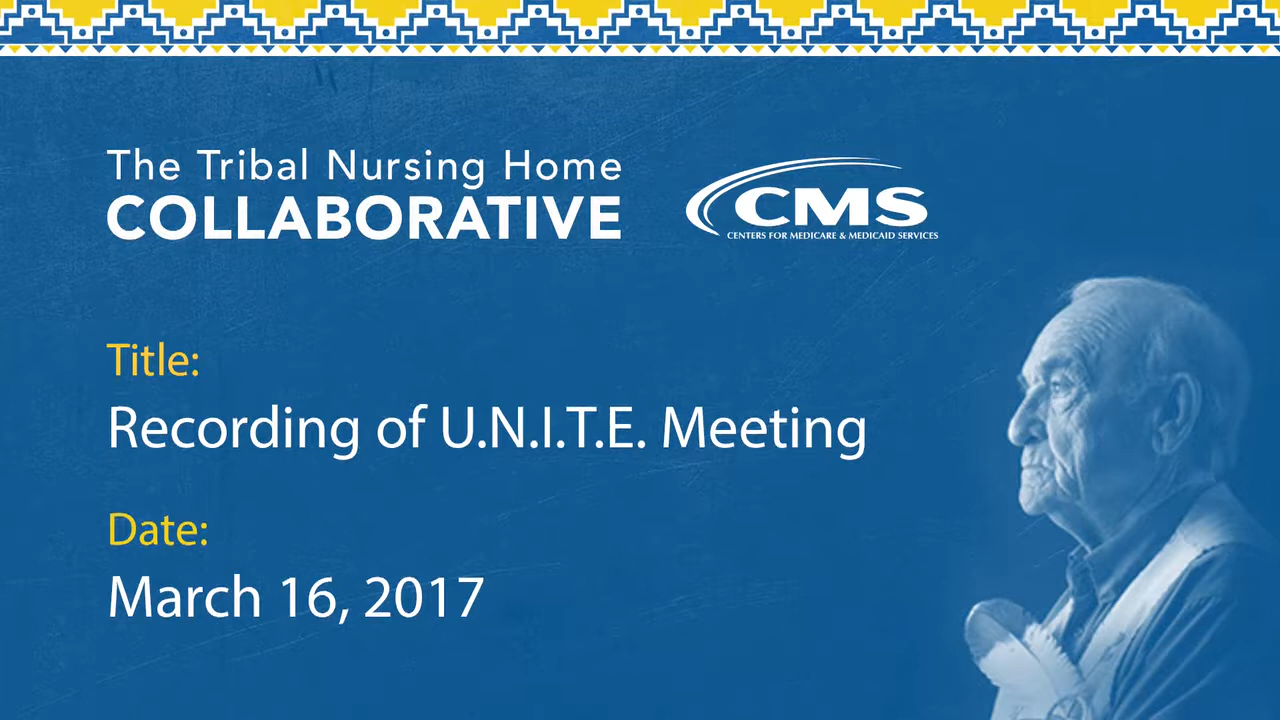 The Tribal Nursing Home
COLLABORATIVE
CMS
CENTERS FOR MEDICARE & MEDICAID SERVICES
Title:
Recording of U.N.I.T.E. Meeting
Date:
March 16, 2017